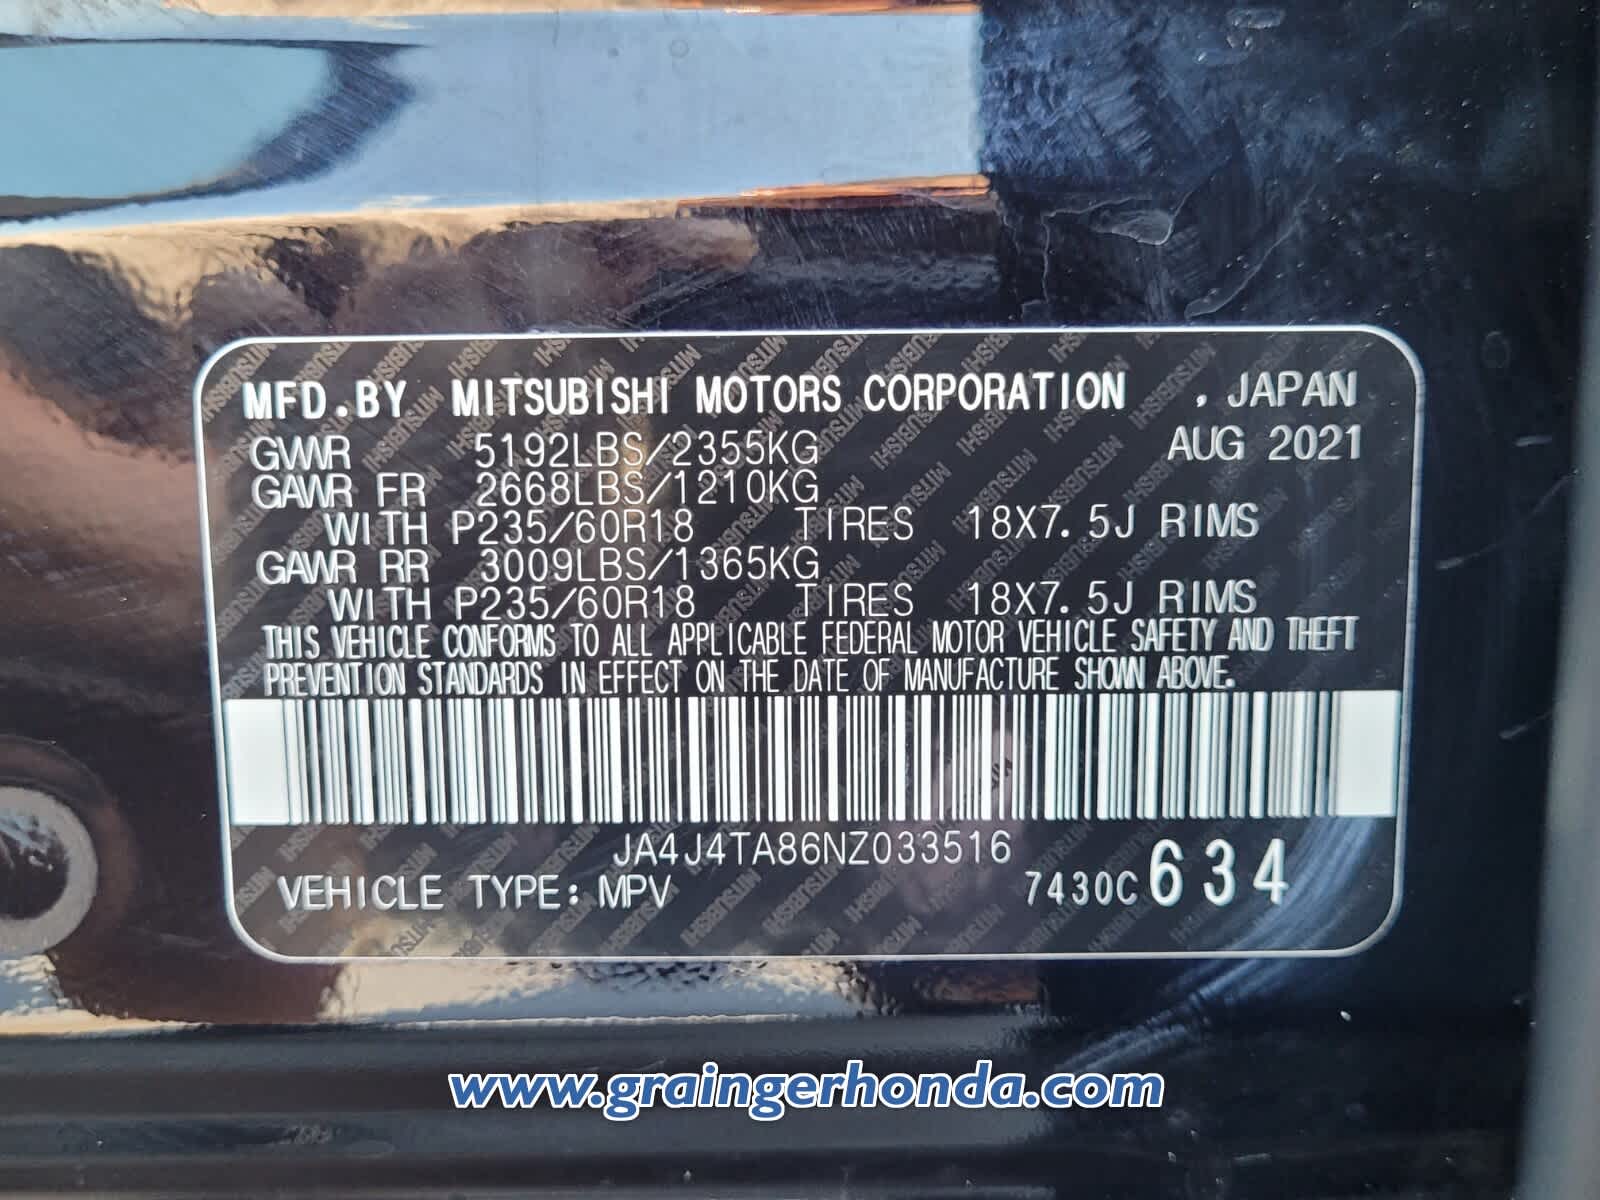 MFD.BY MITSUBISHI MOTORS CORPORATION , JAPAN
GVWR 5192LBS/2355KG AUG 2021
GAWR FR 2668LBS/1210KG
WITH P235/60R18 TIRES 18X7.5J RIMS
GAWR RR 3009LBS/1365KG
WITH P235/60R18 TIRES 18X7.5J RIMS
THIS VEHICLE CONFORMS TO ALL APPLICABLE FEDERAL MOTOR VEHICLE SAFETY AND THEFT
PREVENTION STANDARDS IN EFFECT ON THE DATE OF MANUFACTURE SHOWN ABOVE.
JA4J4TA86NZ033516
VEHICLE TYPE: MPV 7430C 634
www.graingerhonda.com